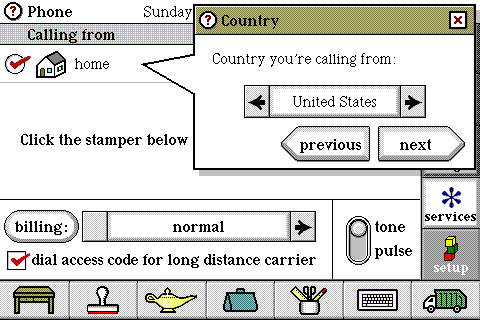 Phone
Sunday
Country
Calling from
home
Country you're calling from:
United States
previous
next
Click the stamper below
services
billing:
normal
tone
pulse
dial access code for long distance carrier
setup